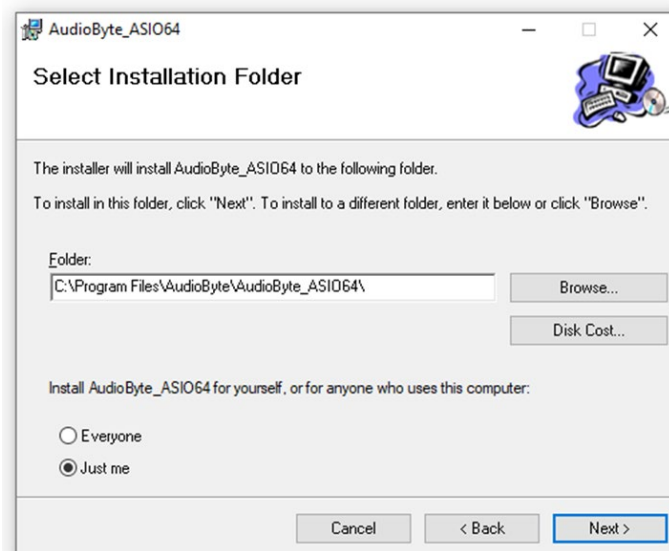 AudioByte_ASIO64
Select Installation Folder
The installer will install AudioByte_ASIO64 to the following folder.
To install in this folder, click "Next". To install to a different folder, enter it below or click "Browse".
Folder:
C:\Program Files\AudioByte\AudioByte_ASIO64\
Browse...
Disk Cost...
Install AudioByte_ASIO64 for yourself, or for anyone who uses this computer:
Everyone
Just me
Cancel
< Back
Next >